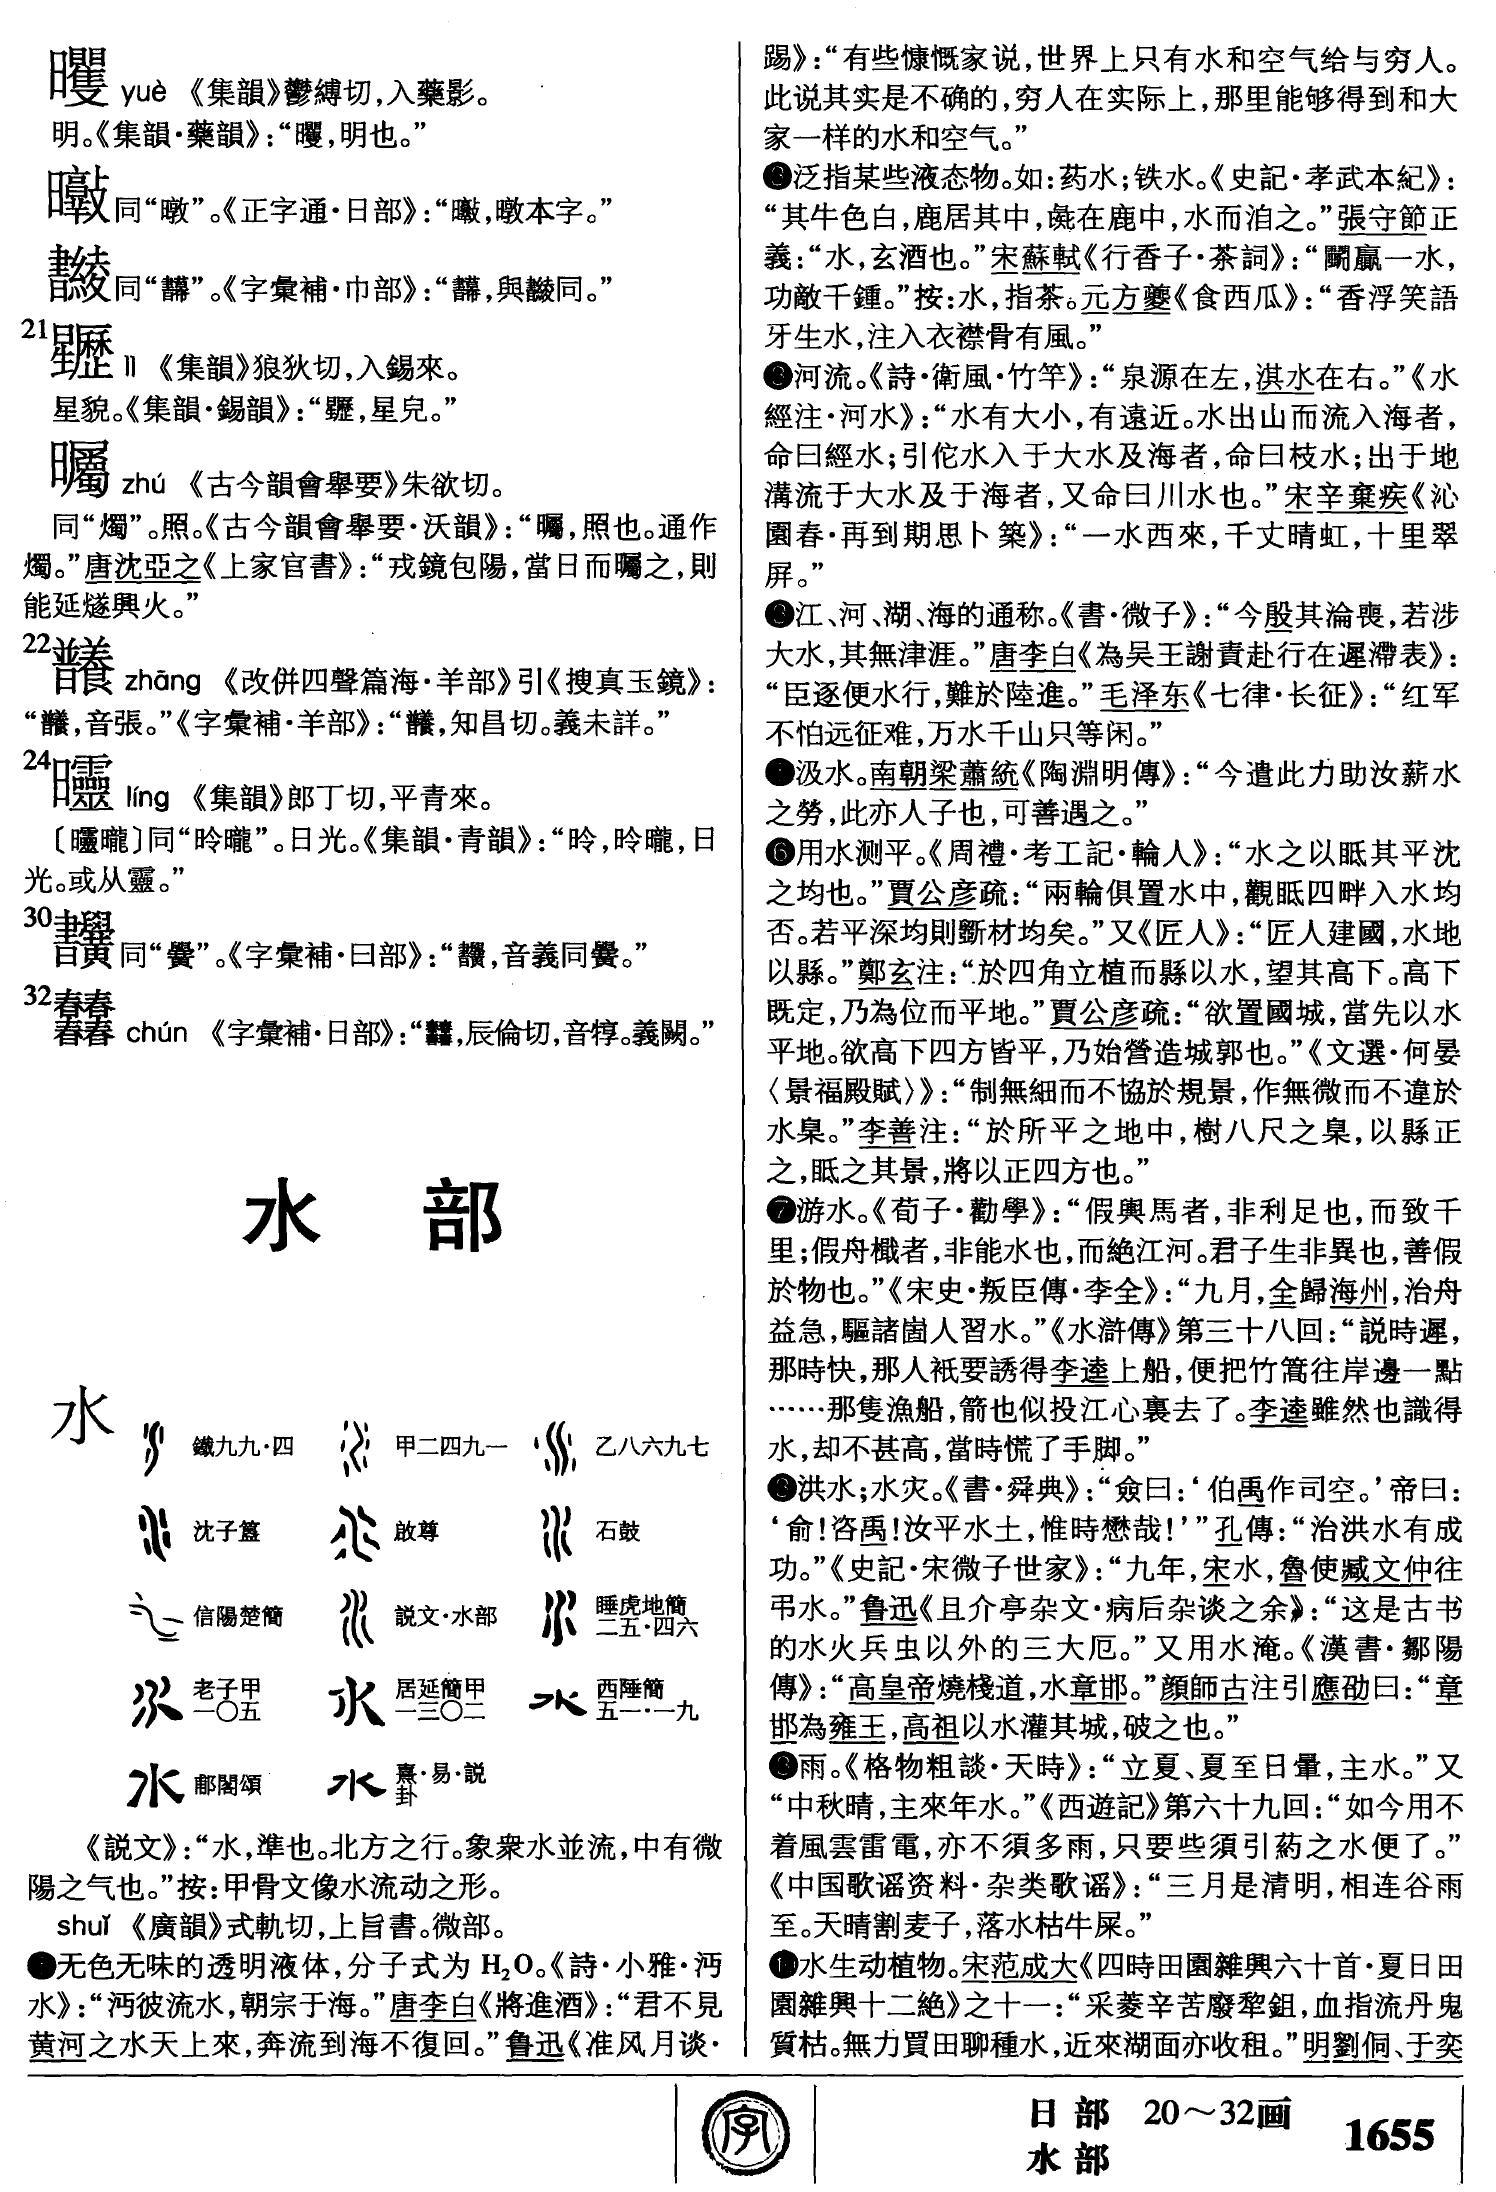 矍 yuè 《集韻》鬱縛切，入藥影。
明。《集韻·藥韻》：“曜，明也。”
同“暾”。《正字通·日部》：“，暾本字。”
同“”。《字彙補·巾部》：“，與同。”
21 lì 《集韻》狼狄切，入錫來。
星貌。《集韻·錫韻》：“，星皃。”
曯 zhú 《古今韻會舉要》朱欲切。
同“燭”。照。《古今韻會舉要·沃韻》：“曯，照也。通作
燭。”唐沈亞之《上家官書》：“戎鏡包陽，當日而曯之，則
能延燧興火。”
22 zhāng 《改併四聲篇海·羊部》引《搜真玉鏡》：
“，音張。”《字彙補·羊部》：“，知昌切。義未詳。”
24 líng 《集韻》郎丁切，平青來。
〔曨〕同“昤曨”。日光。《集韻·青韻》：“昤，昤曨，日
光。或从靈。”
30 同“黌”。《字彙補·曰部》：“，音義同黌。”
32 chún 《字彙補·日部》：“，辰倫切，音犉。義闕。”
水 部
水
鐵九九·四 甲二四九一 乙八六九七
沈子簋 啟尊 石鼓
信陽楚簡 説文·水部 睡虎地簡二五·四六
老子甲一〇五 居延簡甲一三〇二 西陲簡五一·一九
郙閣頌 熹·易·説卦
《説文》：“水，準也。北方之行。象衆水並流，中有微
陽之气也。”按：甲骨文像水流动之形。
shuǐ 《廣韻》式軌切，上旨書。微部。
❶无色无味的透明液体，分子式为 H₂O。《詩·小雅·沔
水》：“沔彼流水，朝宗于海。”唐李白《將進酒》：“君不見
黄河之水天上來，奔流到海不復回。”鲁迅《准风月谈·
踢》：“有些慷慨家说，世界上只有水和空气给与穷人。
此说其实是不确的，穷人在实际上，那里能够得到和大
家一样的水和空气。”
❷泛指某些液态物。如：药水；铁水。《史記·孝武本紀》：
“其牛色白，鹿居其中，彘在鹿中，水而洎之。”張守節正
義：“水，玄酒也。”宋蘇軾《行香子·茶詞》：“鬭贏一水，
功敵千鍾。”按：水，指茶。元方夔《食西瓜》：“香浮笑語
牙生水，注入衣襟骨有風。”
❸河流。《詩·衛風·竹竿》：“泉源在左，淇水在右。”《水
經注·河水》：“水有大小，有遠近。水出山而流入海者，
命曰經水；引佗水入于大水及海者，命曰枝水；出于地
溝流于大水及于海者，又命曰川水也。”宋辛棄疾《沁
園春·再到期思卜築》：“一水西來，千丈晴虹，十里翠
屏。”
❹江、河、湖、海的通称。《書·微子》：“今殷其淪喪，若涉
大水，其無津涯。”唐李白《為吴王謝責赴行在遲滯表》：
“臣逐便水行，難於陸進。”毛泽东《七律·长征》：“红军
不怕远征难，万水千山只等闲。”
❺汲水。南朝梁蕭統《陶淵明傳》：“今遣此力助汝薪水
之勞，此亦人子也，可善遇之。”
❻用水测平。《周禮·考工記·輪人》：“水之以眡其平沈
之均也。”賈公彦疏：“兩輪俱置水中，觀眡四畔入水均
否。若平深均則斲材均矣。”又《匠人》：“匠人建國，水地
以縣。”鄭玄注：“於四角立植而縣以水，望其高下。高下
既定，乃為位而平地。”賈公彦疏：“欲置國城，當先以水
平地。欲高下四方皆平，乃始營造城郭也。”《文選·何晏
〈景福殿賦〉》：“制無細而不協於規景，作無微而不違於
水臬。”李善注：“於所平之地中，樹八尺之臬，以縣正
之，眡之其景，將以正四方也。”
❼游水。《荀子·勸學》：“假輿馬者，非利足也，而致千
里；假舟檝者，非能水也，而絶江河。君子生非異也，善假
於物也。”《宋史·叛臣傳·李全》：“九月，全歸海州，治舟
益急，驅諸崮人習水。”《水滸傳》第三十八回：“説時遲，
那時快，那人衹要誘得李逵上船，便把竹篙往岸邊一點
……那隻漁船，箭也似投江心裏去了。李逵雖然也識得
水，却不甚高，當時慌了手脚。”
❽洪水；水灾。《書·舜典》：“僉曰：‘伯禹作司空。’帝曰：
‘俞！咨禹！汝平水土，惟時懋哉！’”孔傳：“治洪水有成
功。”《史記·宋微子世家》：“九年，宋水，魯使臧文仲往
弔水。”鲁迅《且介亭杂文·病后杂谈之余》：“这是古书
的水火兵虫以外的三大厄。”又用水淹。《漢書·鄒陽
傳》：“高皇帝燒棧道，水章邯。”顔師古注引應劭曰：“章
邯為雍王，高祖以水灌其城，破之也。”
❾雨。《格物粗談·天時》：“立夏、夏至日暈，主水。”又
“中秋晴，主來年水。”《西遊記》第六十九回：“如今用不
着風雲雷電，亦不須多雨，只要些須引葯之水便了。”
《中国歌谣资料·杂类歌谣》：“三月是清明，相连谷雨
至。天晴割麦子，落水枯牛屎。”
❿水生动植物。宋范成大《四時田園雜興六十首·夏日田
園雜興十二絶》之十一：“采菱辛苦廢犂鉏，血指流丹鬼
質枯。無力買田聊種水，近來湖面亦收租。”明劉侗、于奕
字
日部 20～32画
水部
1655